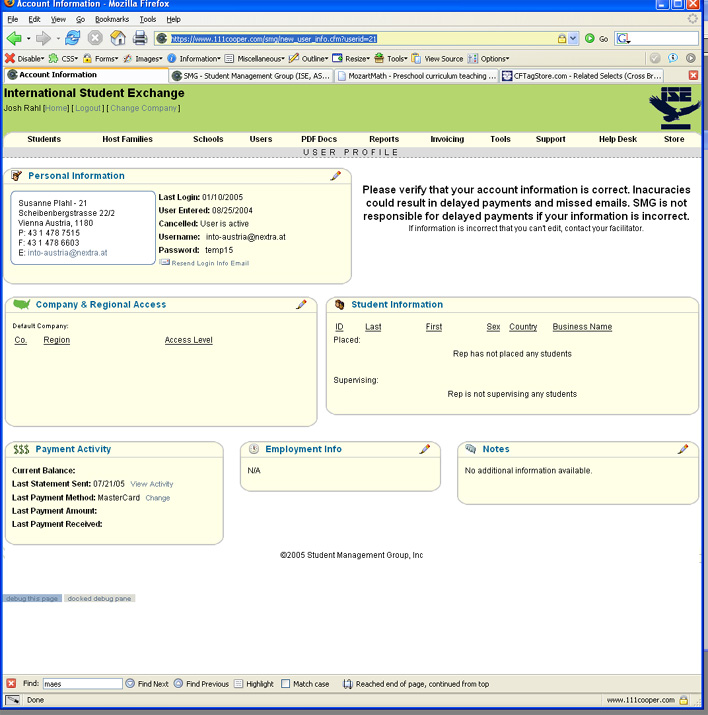 Account Information - Mozilla Firefox
File Edit View Go Bookmarks Tools Help
https://www.111cooper.com/smg/new_user_info.cfm?userid=21 Go
Disable CSS Forms Images Information Miscellaneous Outline Resize Tools View Source Options
Account Information SMG - Student Management Group (ISE, AS... MozartMath - Preschool curriculum teaching ... CFTagStore.com - Related Selects (Cross Br...
International Student Exchange
Josh Rahl [Home] [ Logout ] [ Change Company ]
ISE
Students Host Families Schools Users PDF Docs Reports Invoicing Tools Support Help Desk Store
USER PROFILE
Personal Information
Susanne Plahl - 21
Scheibenbergstrasse 22/2
Vienna Austria, 1180
P: 43 1 478 7515
F: 43 1 478 6603
E: into-austria@nextra.at
Last Login: 01/10/2005
User Entered: 08/25/2004
Cancelled: User is active
Username: into-austria@nextra.at
Password: temp15
Resend Login Info Email
Please verify that your account information is correct. Inacuracies
could result in delayed payments and missed emails. SMG is not
responsible for delayed payments if your information is incorrect.
If information is incorrect that you can't edit, contact your facilitator.
Company & Regional Access
Default Company:
Co. Region Access Level
Student Information
ID Last First Sex Country Business Name
Placed:
Rep has not placed any students
Supervising:
Rep is not supervising any students
$$$ Payment Activity
Current Balance:
Last Statement Sent: 07/21/05 View Activity
Last Payment Method: MasterCard Change
Last Payment Amount:
Last Payment Received:
Employment Info
N/A
Notes
No additional information available.
©2005 Student Management Group, Inc
debug this page docked debug pane
Find: maes Find Next Find Previous Highlight Match case Reached end of page, continued from top
Done www.111cooper.com